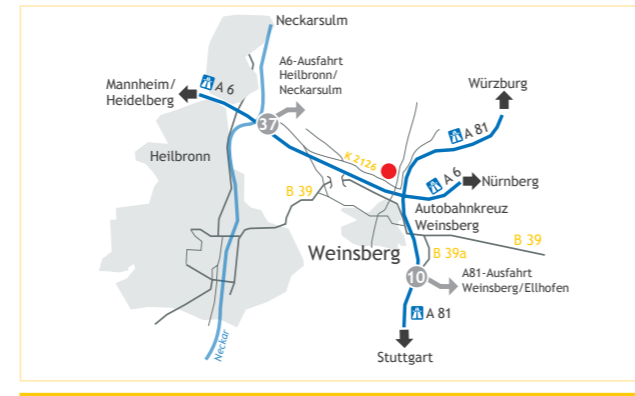 Neckarsulm
A6-Ausfahrt
Heilbronn/
Neckarsulm
Mannheim/
Heidelberg
A 6
37
Würzburg
A 81
K 2126
Heilbronn
A 6
Nürnberg
B 39
Autobahnkreuz
Weinsberg
Weinsberg
B 39
B 39a
10
A81-Ausfahrt
Weinsberg/Ellhofen
A 81
Neckar
Stuttgart